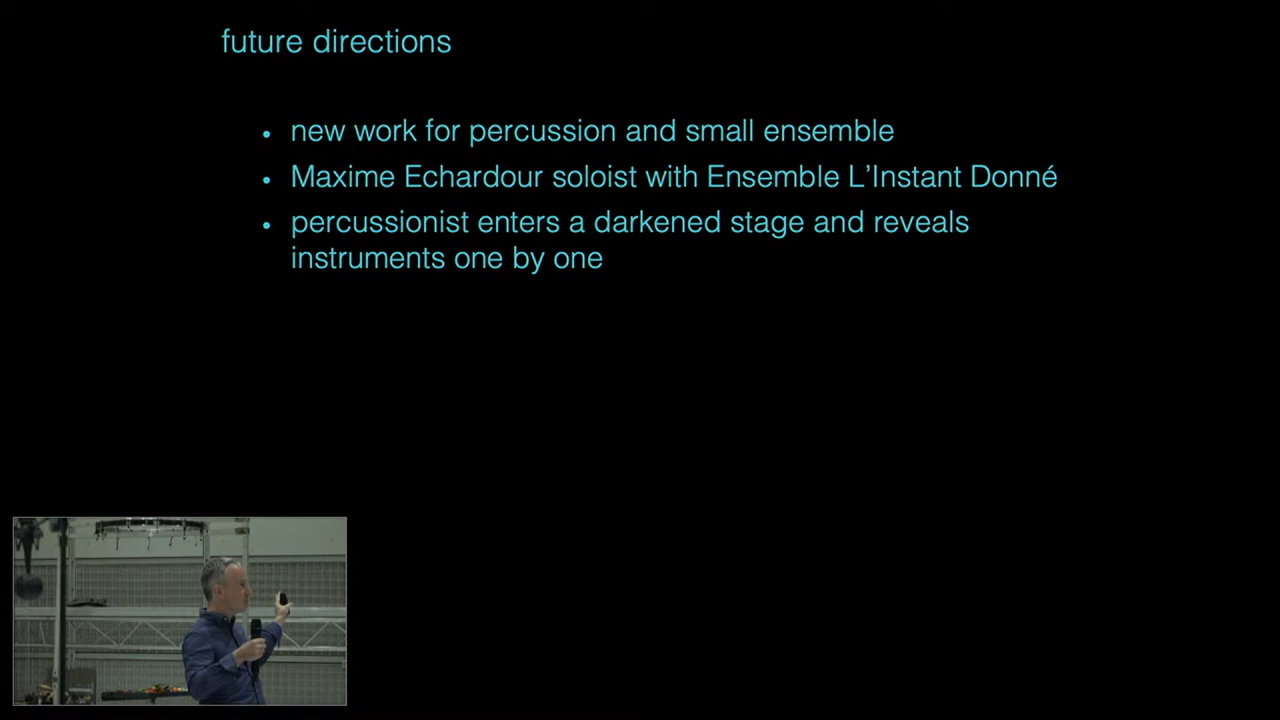 future directions
• new work for percussion and small ensemble
• Maxime Echardour soloist with Ensemble L’Instant Donné
• percussionist enters a darkened stage and reveals
instruments one by one